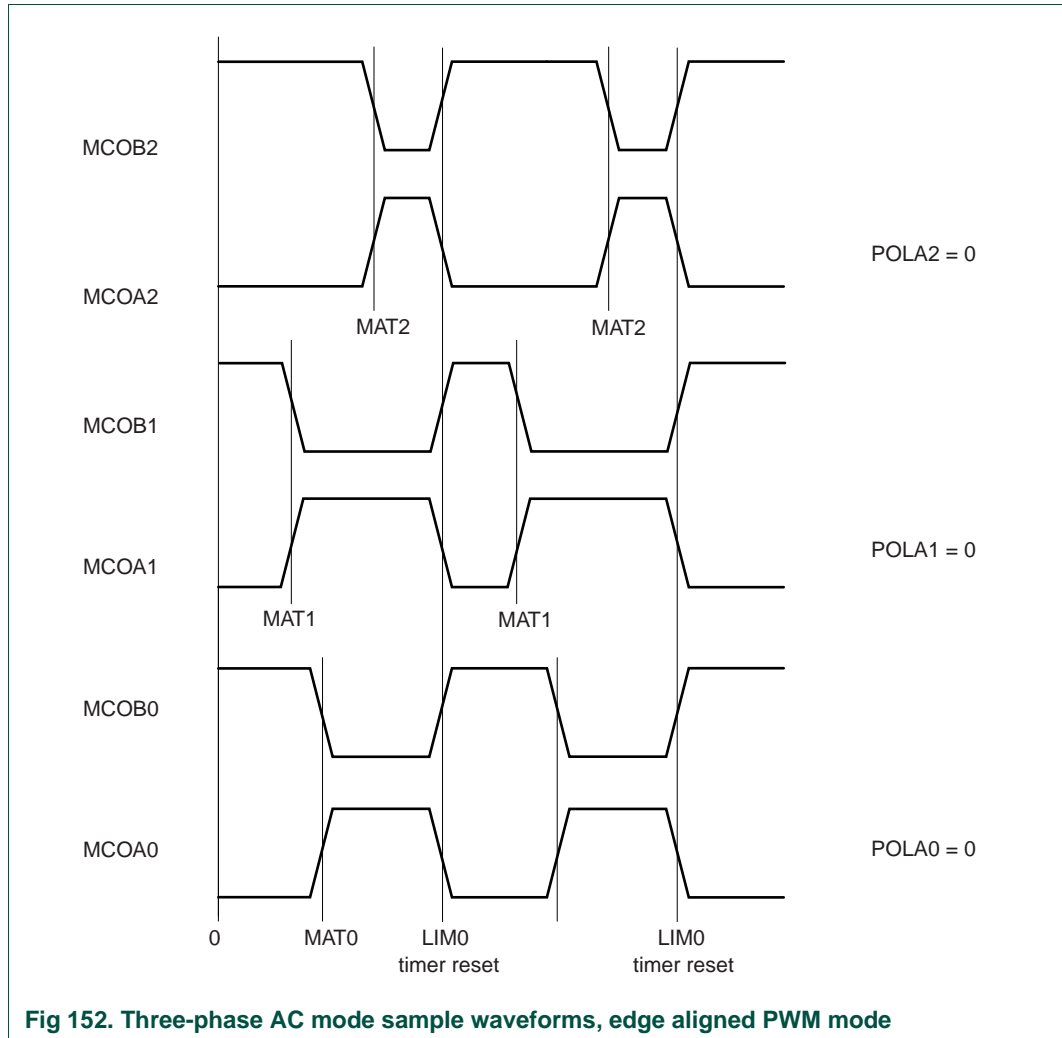 MCOB2
POLA2 = 0
MCOA2
MAT2
MAT2
MCOB1
MCOA1
POLA1 = 0
MAT1
MAT1
MCOB0
MCOA0
POLA0 = 0
0
MAT0
LIM0
timer reset
LIM0
timer reset
Fig 152. Three-phase AC mode sample waveforms, edge aligned PWM mode